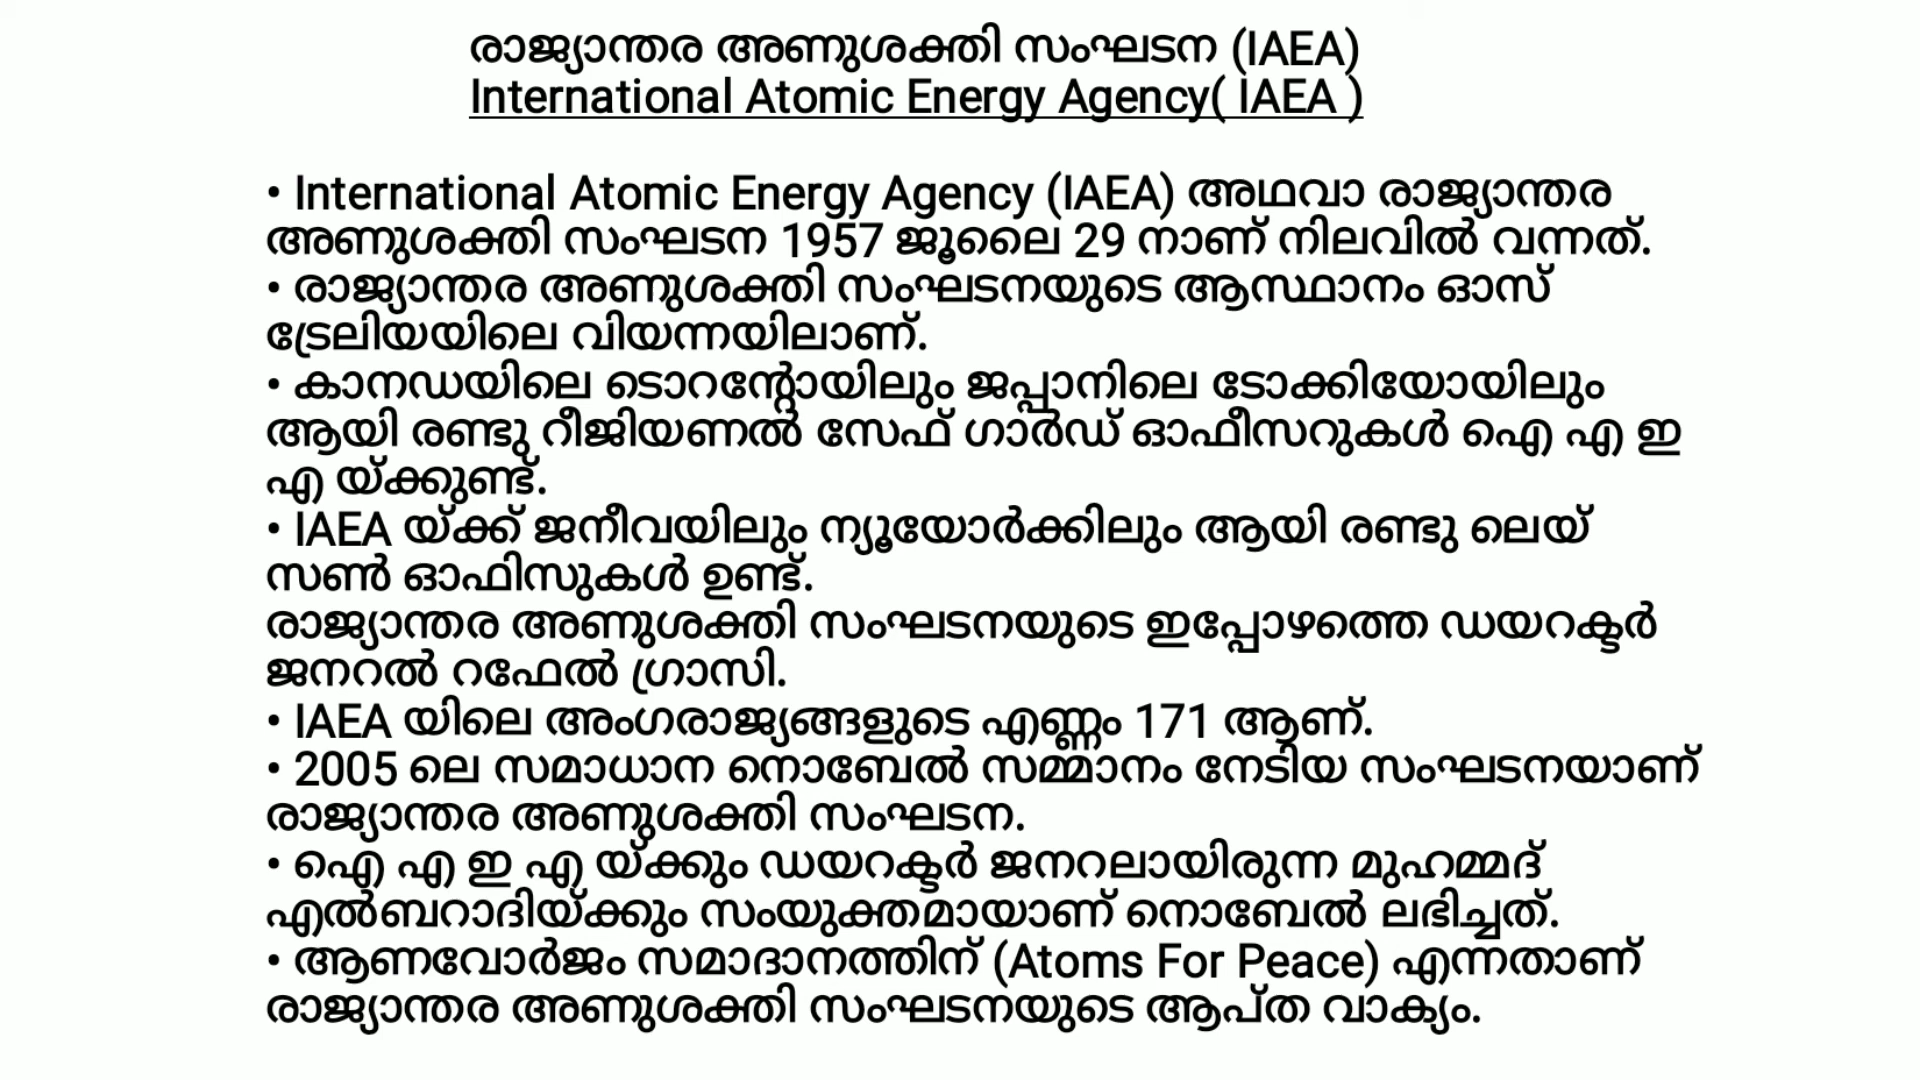 രാജ്യാന്തര അണുശക്തി സംഘടന (IAEA)
International Atomic Energy Agency( IAEA )
• International Atomic Energy Agency (IAEA) അഥവാ രാജ്യാന്തര
അണുശക്തി സംഘടന 1957 ജൂലൈ 29 നാണ് നിലവിൽ വന്നത്.
• രാജ്യാന്തര അണുശക്തി സംഘടനയുടെ ആസ്ഥാനം ഓസ്
ട്രേലിയയിലെ വിയന്നയിലാണ്.
• കാനഡയിലെ ടൊറന്റോയിലും ജപ്പാനിലെ ടോക്കിയോയിലും
ആയി രണ്ടു റീജിയണൽ സേഫ് ഗാർഡ് ഓഫീസറുകൾ ഐ എ ഇ
എ യ്ക്കുണ്ട്.
• IAEA യ്ക്ക് ജനീവയിലും ന്യൂയോർക്കിലും ആയി രണ്ടു ലെയ്
സൺ ഓഫിസുകൾ ഉണ്ട്.
രാജ്യാന്തര അണുശക്തി സംഘടനയുടെ ഇപ്പോഴത്തെ ഡയറക്ടർ
ജനറൽ റഫേൽ ഗ്രാസി.
• IAEA യിലെ അംഗരാജ്യങ്ങളുടെ എണ്ണം 171 ആണ്.
• 2005 ലെ സമാധാന നൊബേൽ സമ്മാനം നേടിയ സംഘടനയാണ്
രാജ്യാന്തര അണുശക്തി സംഘടന.
• ഐ എ ഇ എ യ്ക്കും ഡയറക്ടർ ജനറലായിരുന്ന മുഹമ്മദ്
എൽബറാദിയ്ക്കും സംയുക്തമായാണ് നൊബേൽ ലഭിച്ചത്.
• ആണവോർജം സമാദാനത്തിന് (Atoms For Peace) എന്നതാണ്
രാജ്യാന്തര അണുശക്തി സംഘടനയുടെ ആപ്ത വാക്യം.